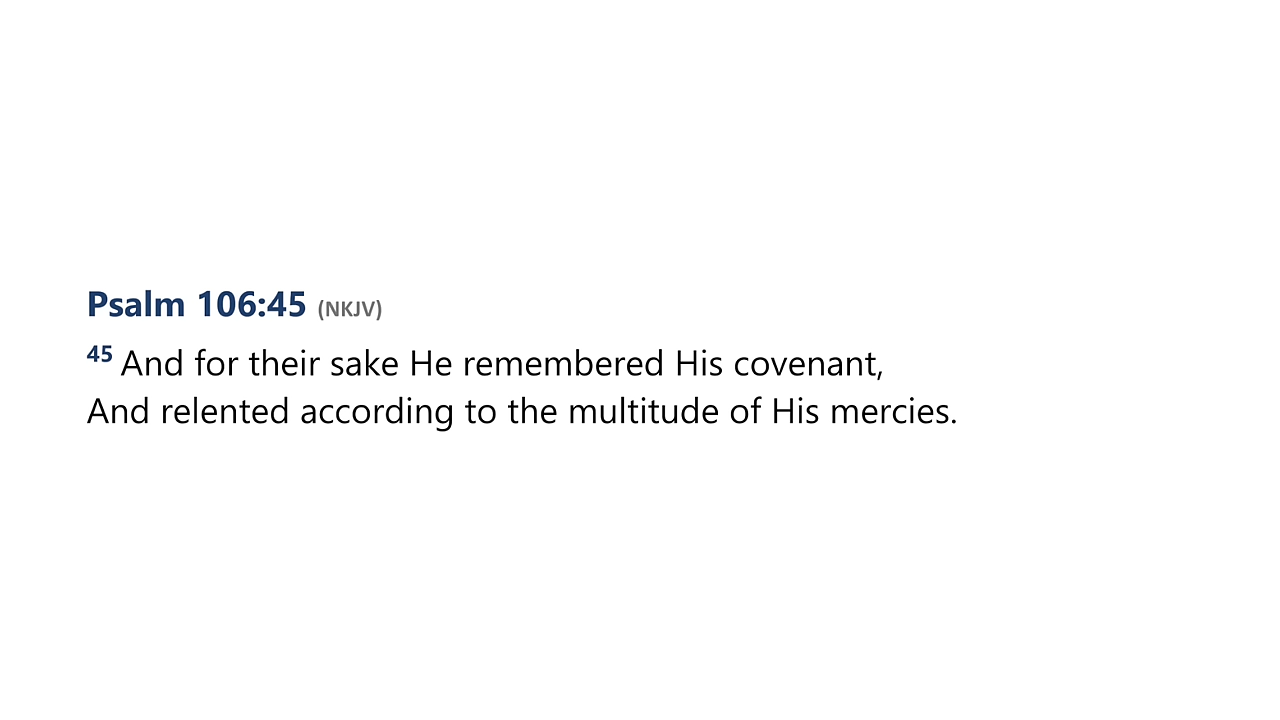 Psalm 106:45 (NKJV)
45 And for their sake He remembered His covenant,
And relented according to the multitude of His mercies.